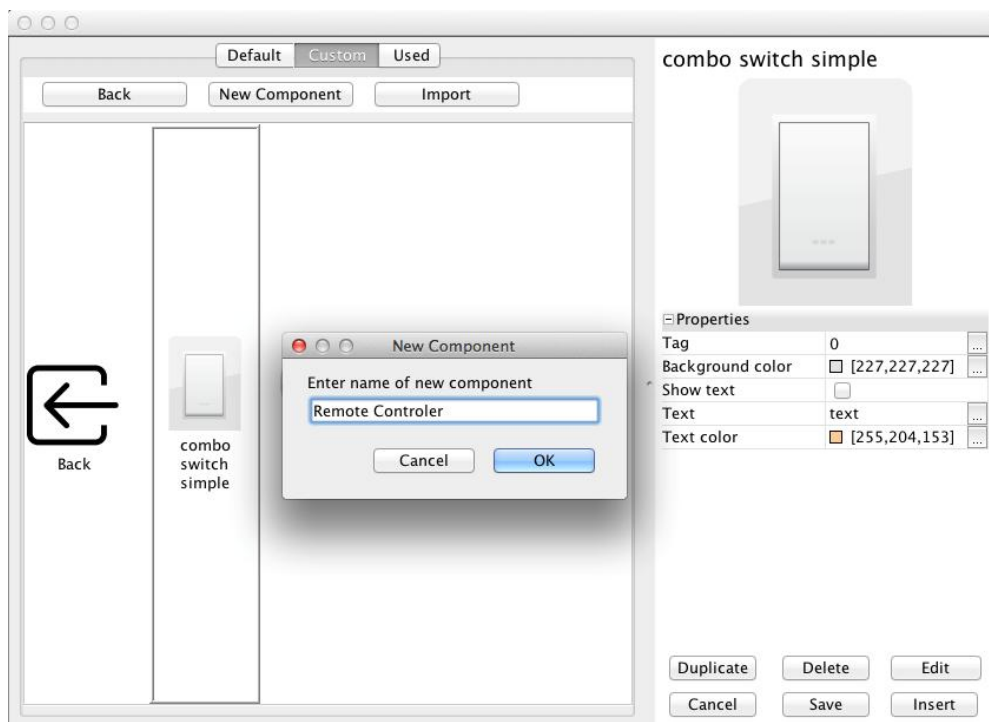 Default Custom Used
Back New Component Import
Back
combo
switch
simple
New Component
Enter name of new component
Remote Controler
Cancel OK
combo switch simple
Properties
Tag 0 ...
Background color [227,227,227] ...
Show text
Text text ...
Text color [255,204,153] ...
Duplicate Delete Edit
Cancel Save Insert